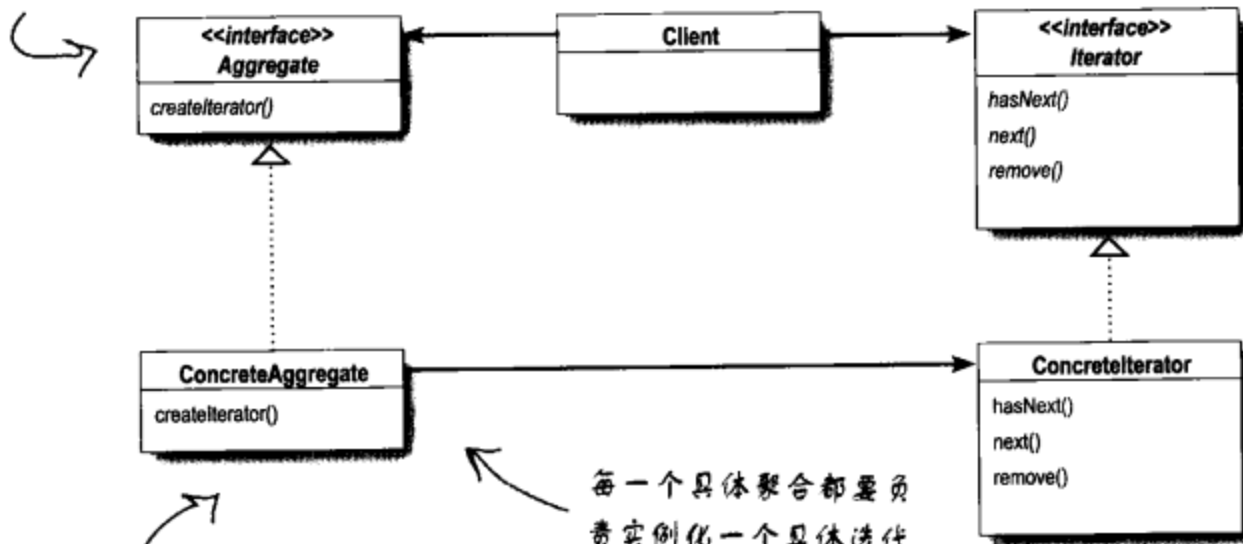 <<interface>>
Aggregate
createIterator()
Client
<<interface>>
Iterator
hasNext()
next()
remove()
ConcreteAggregate
createIterator()
ConcreteIterator
hasNext()
next()
remove()
每一个具体聚合都要负
责实例化一个具体迭代